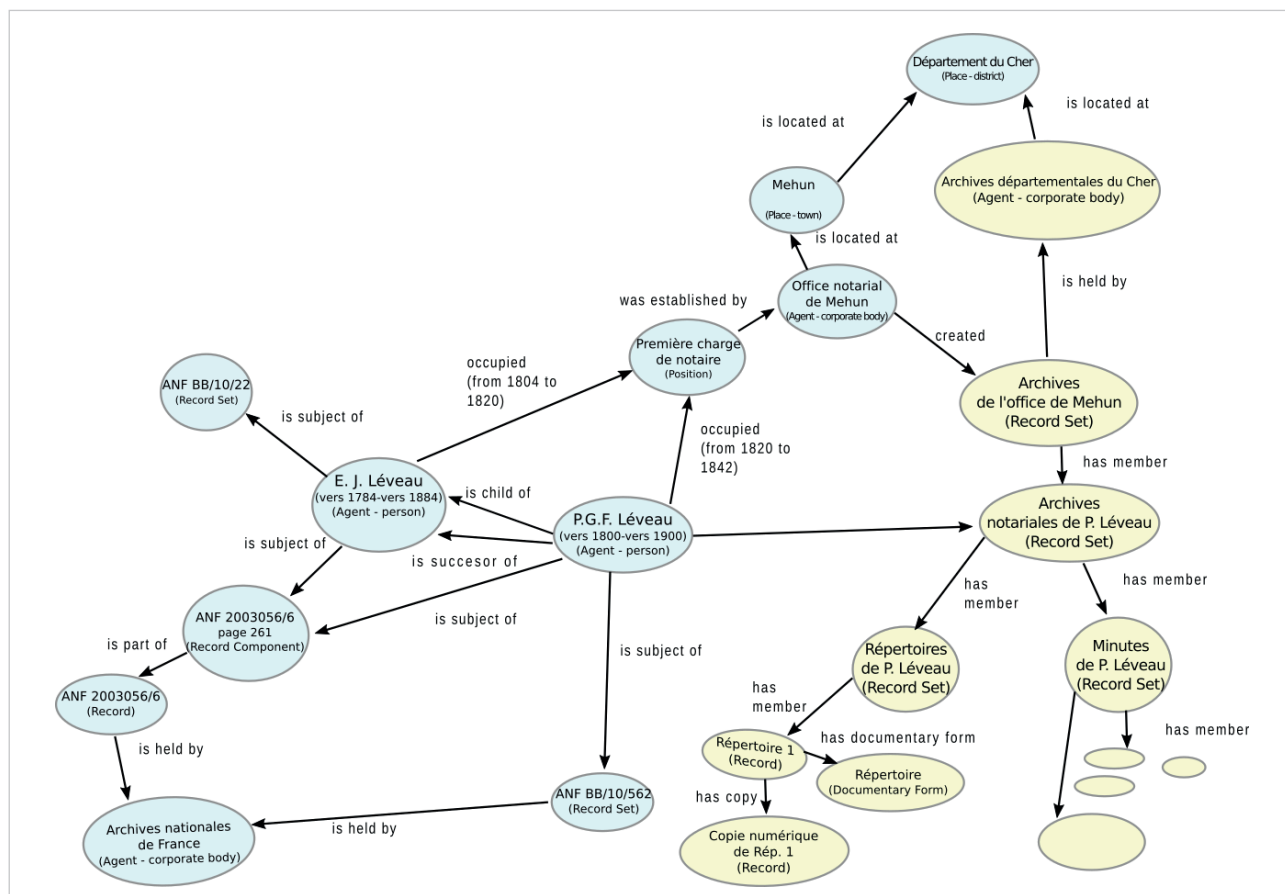 Département du Cher
(Place - district)
is located at
is located at
Mehun
(Place - town)
Archives départementales du Cher
(Agent - corporate body)
is located at
Office notarial
de Mehun
(Agent - corporate body)
is held by
was established by
created
Première charge
de notaire
(Position)
occupied
(from 1804 to
1820)
ANF BB/10/22
(Record Set)
Archives
de l'office de Mehun
(Record Set)
is subject of
occupied
(from 1820 to
1842)
has member
E. J. Léveau
(vers 1784-vers 1884)
(Agent - person)
is child of
P.G.F. Léveau
(vers 1800-vers 1900)
(Agent - person)
Archives
notariales de P. Léveau
(Record Set)
is subject of
is succesor of
has
member
has member
ANF 2003056/6
page 261
(Record Component)
is subject of
is part of
is subject of
Répertoires
de P. Léveau
(Record Set)
Minutes
de P. Léveau
(Record Set)
ANF 2003056/6
(Record)
has
member
has member
is held by
Répertoire 1
(Record)
has documentary form
Répertoire
(Documentary Form)
ANF BB/10/562
(Record Set)
has copy
is held by
Archives nationales
de France
(Agent - corporate body)
Copie numérique
de Rép. 1
(Record)